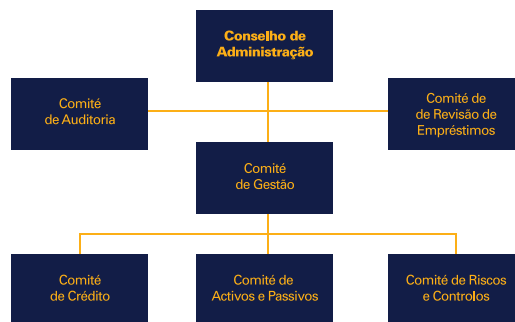 Conselho de
Administração
Comité
de Auditoria
Comité de
de Revisão de
Empréstimos
Comité
de Gestão
Comité
de Crédito
Comité de
Activos e Passivos
Comité de Riscos
e Controlos